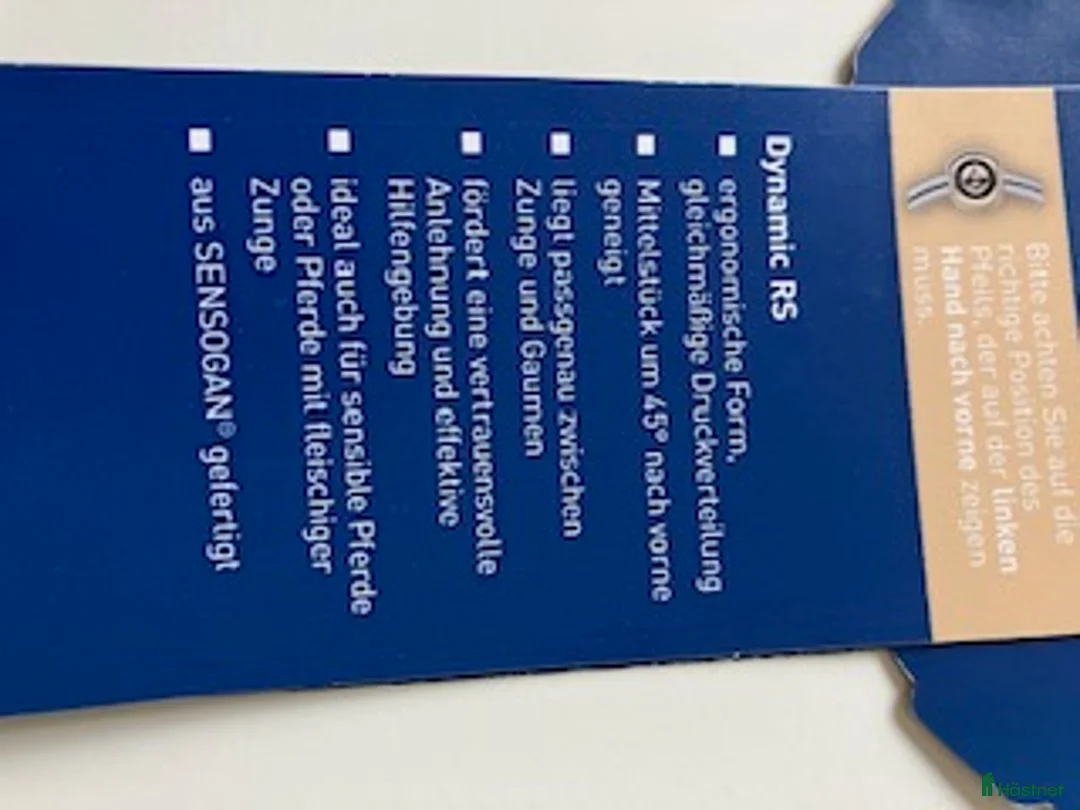 Bitte achten Sie auf die
richtige Position des
Pfeils, der auf der linken
Hand nach vorne zeigen
muss.
Dynamic RS
ergonomische Form,
gleichmäßige Druckverteilung
Mittelstück um 45° nach vorne
geneigt
liegt passgenau zwischen
Zunge und Gaumen
fördert eine vertrauensvolle
Anlehnung und effektive
Hilfengebung
ideal auch für sensible Pferde
oder Pferde mit fleischiger
Zunge
aus SENSOGAN® gefertigt
Hästnet